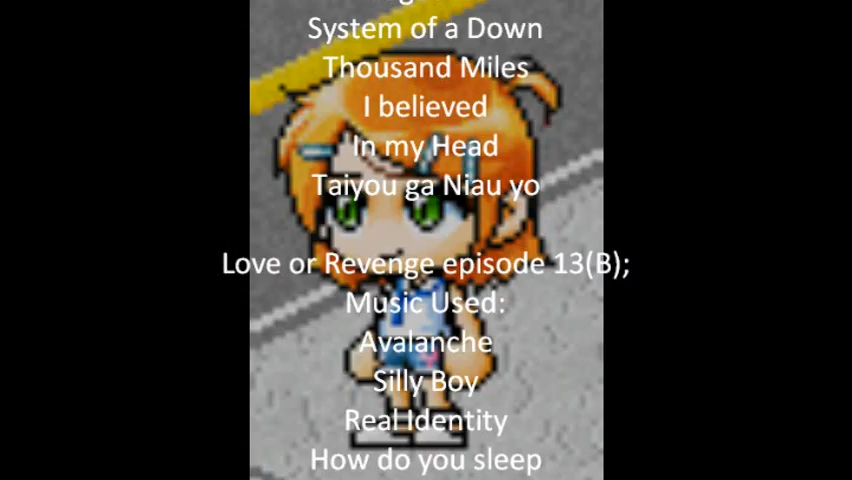 System of a Down
Thousand Miles
I believed
In my Head
Taiyou ga Niau yo
Love or Revenge episode 13(B);
Music Used:
Avalanche
Silly Boy
Real Identity
How do you sleep